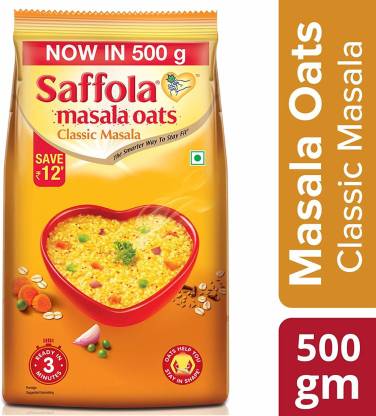 NOW IN 500 g
Saffola®
masala oats
Classic Masala
The Smarter Way To Stay Fit#
SAVE
₹12*
READY IN
3
MINUTES
OATS HELP YOU
STAY IN SHAPE!
Masala Oats
Classic Masala
500
gm